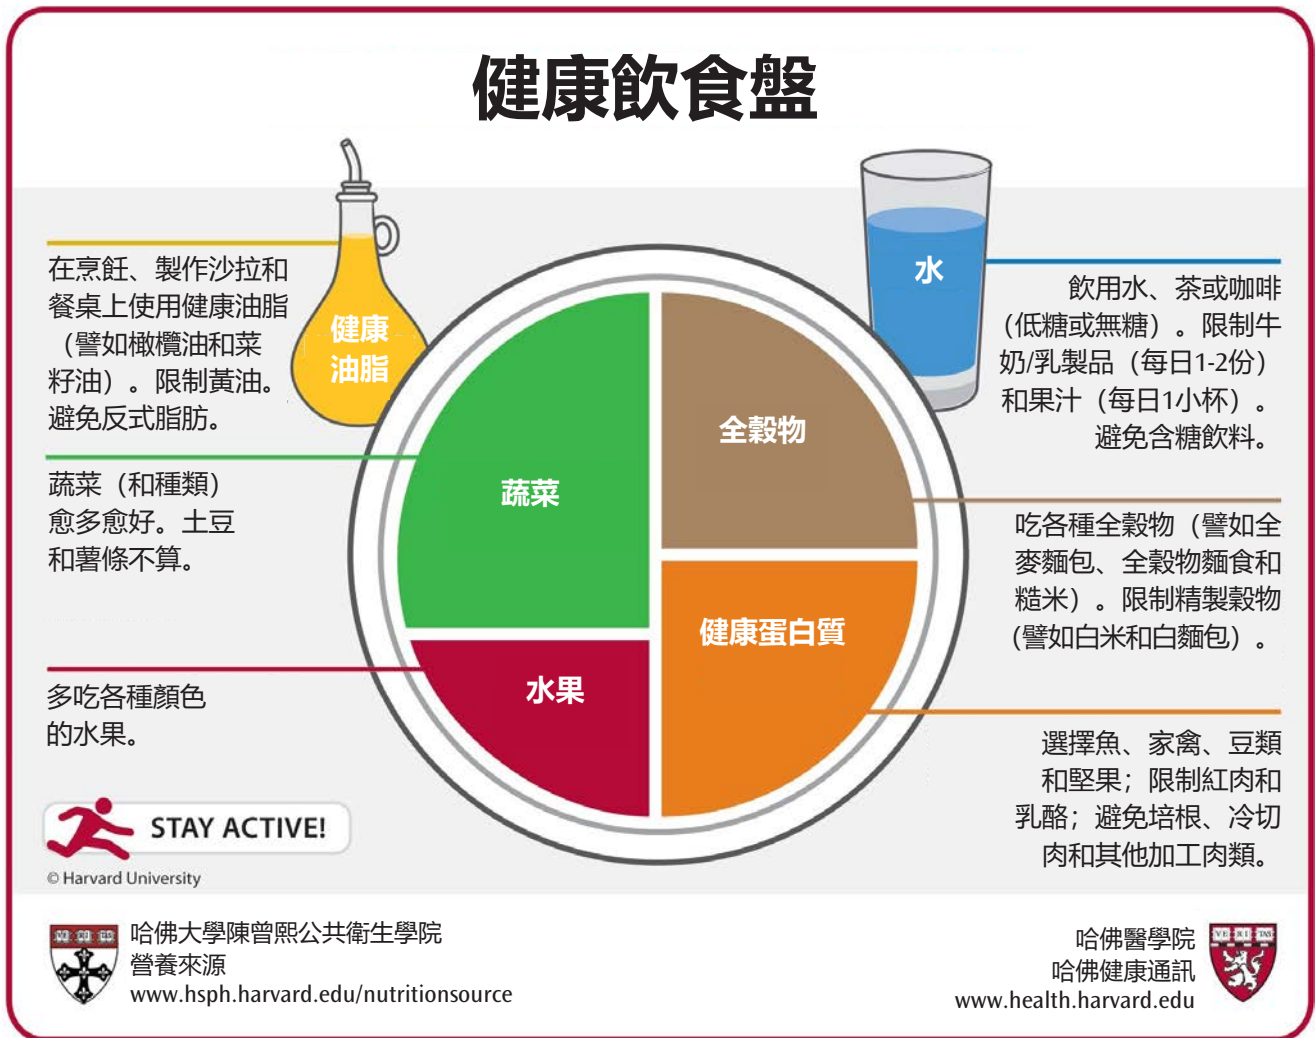 健康飲食盤
在烹飪、製作沙拉和
餐桌上使用健康油脂
（譬如橄欖油和菜
籽油）。限制黃油。
避免反式脂肪。
健康
油脂
水
飲用水、茶或咖啡
（低糖或無糖）。限制牛
奶/乳製品（每日1-2份）
和果汁（每日1小杯）。
避免含糖飲料。
蔬菜（和種類）
愈多愈好。土豆
和薯條不算。
蔬菜
全穀物
吃各種全穀物（譬如全
麥麵包、全穀物麵食和
糙米）。限制精製穀物
（譬如白米和白麵包）。
多吃各種顏色
的水果。
水果
健康蛋白質
選擇魚、家禽、豆類
和堅果；限制紅肉和
乳酪；避免培根、冷切
肉和其他加工肉類。
STAY ACTIVE!
© Harvard University
哈佛大學陳曾熙公共衛生學院
營養來源
www.hsph.harvard.edu/nutritionsource
哈佛醫學院
哈佛健康通訊
www.health.harvard.edu
VE RI TAS